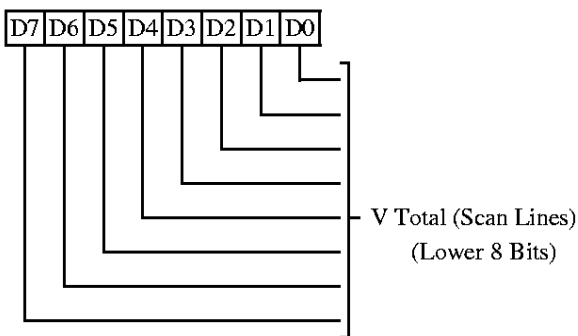 D7 D6 D5 D4 D3 D2 D1 D0
V Total (Scan Lines)
(Lower 8 Bits)